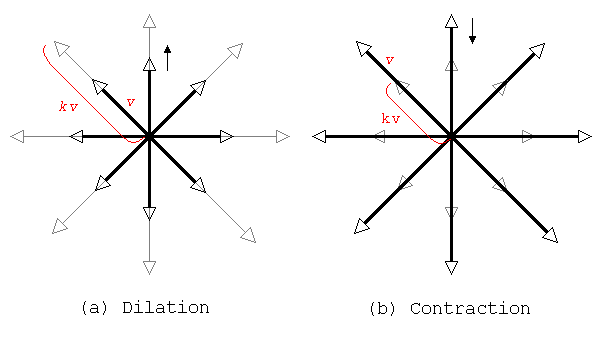 v
kv
v
kv
(a) Dilation
(b) Contraction